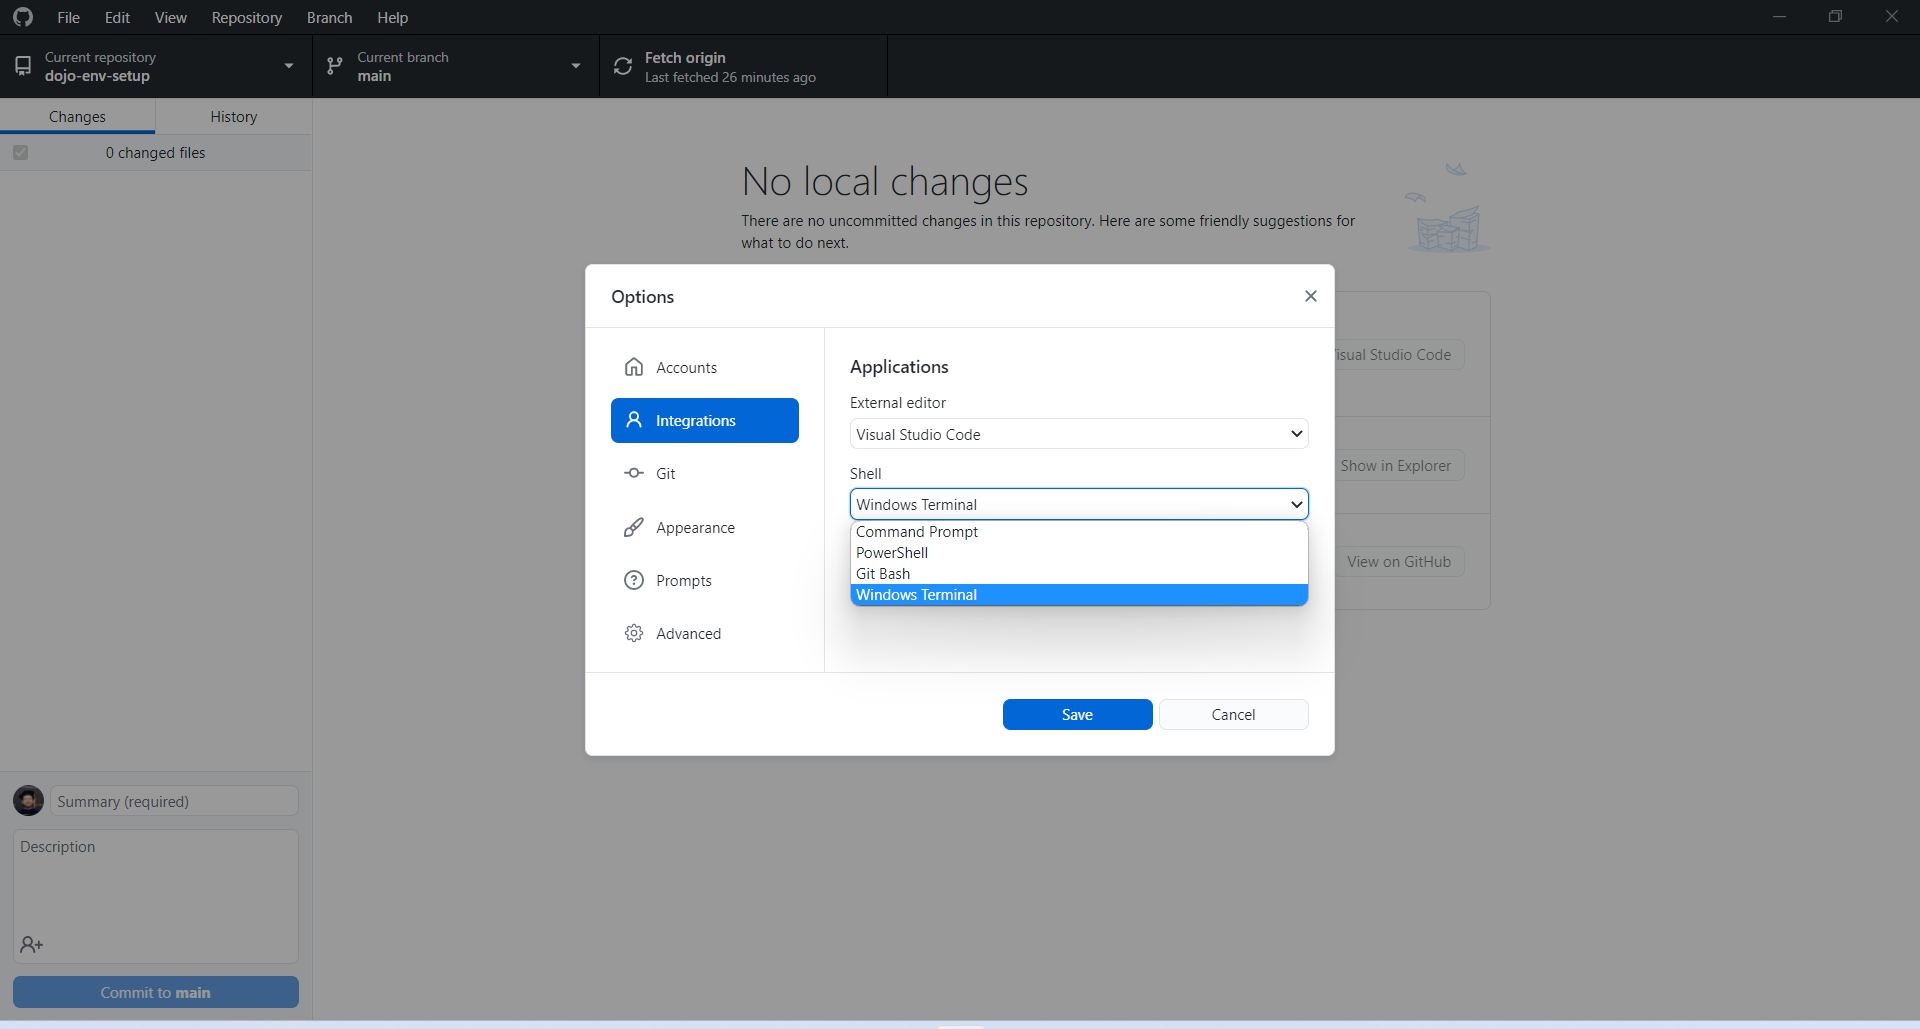 File Edit View Repository Branch Help
Current repository
dojo-env-setup
Current branch
main
Fetch origin
Last fetched 26 minutes ago
Changes History
0 changed files
No local changes
There are no uncommitted changes in this repository. Here are some friendly suggestions for
what to do next.
Options
Accounts
Integrations
Git
Appearance
Prompts
Advanced
Applications
External editor
Visual Studio Code
Shell
Windows Terminal
Command Prompt
PowerShell
Git Bash
Windows Terminal
Save Cancel
isual Studio Code
Show in Explorer
View on GitHub
Summary (required)
Description
Commit to main